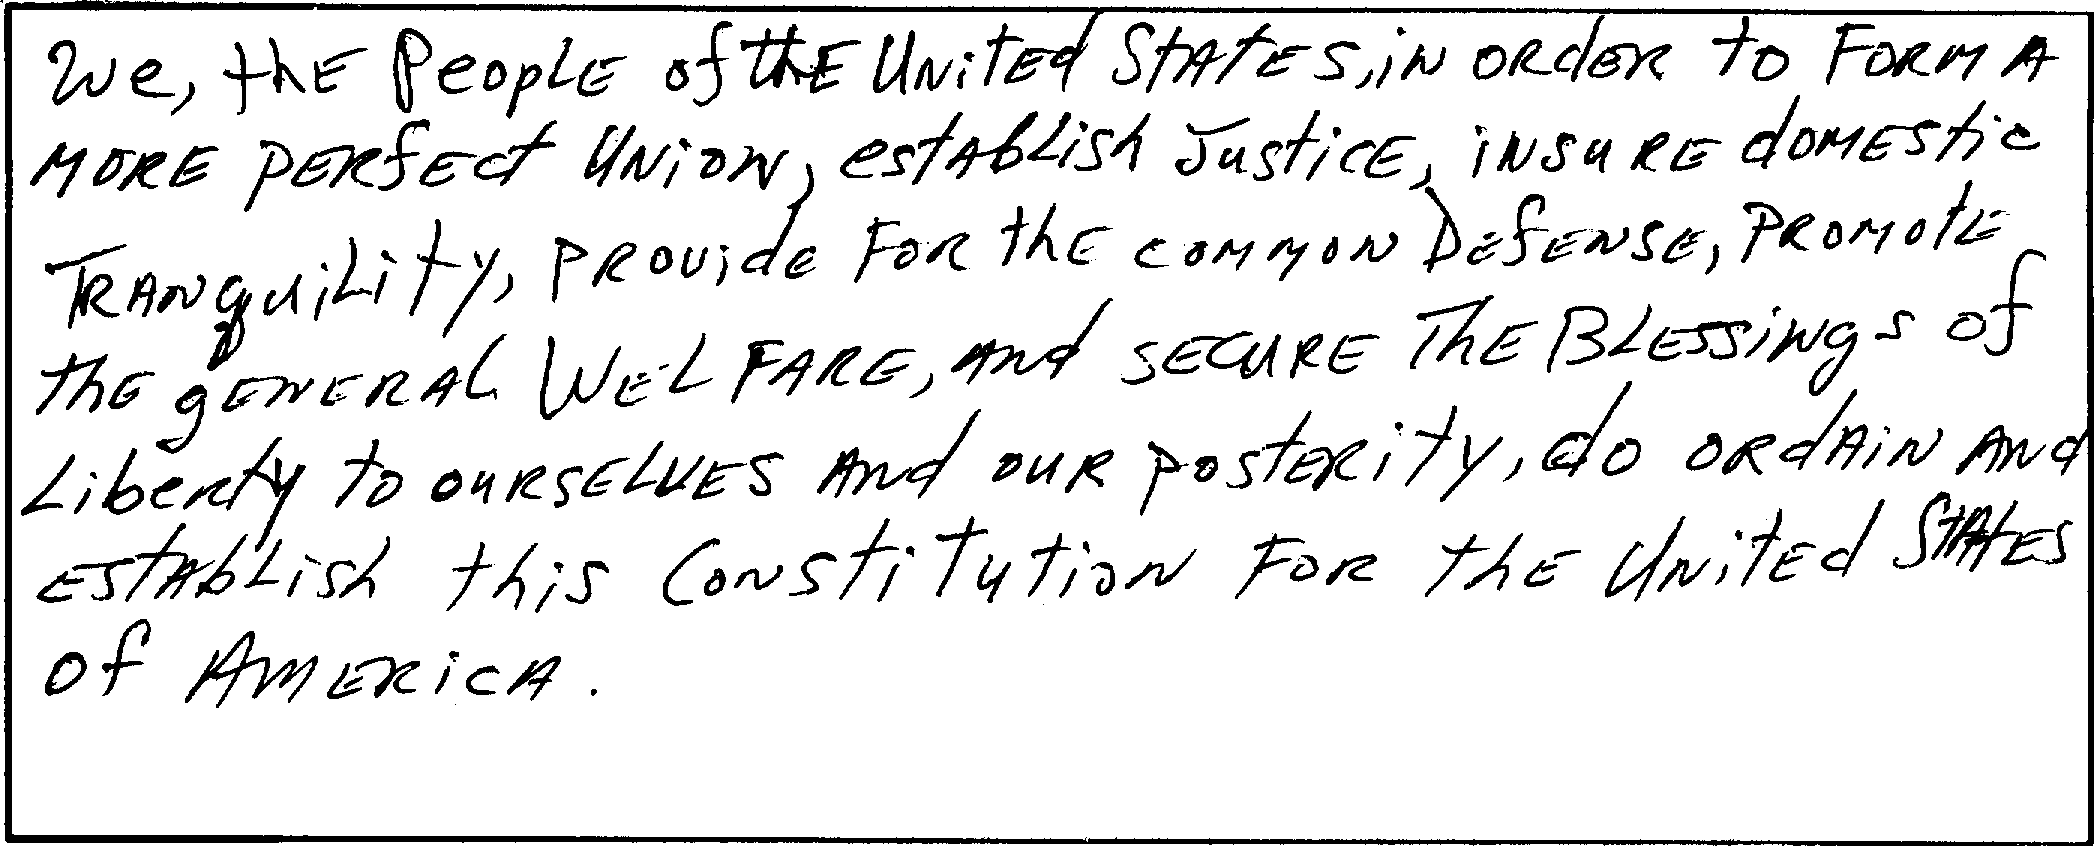 We, the People of the United States, in order to form a
more perfect Union, establish Justice, insure domestic
Tranquility, provide for the common Defense, promote
the general Welfare, and secure The Blessings of
Liberty to ourselves and our posterity, do ordain and
establish this Constitution for the United States
of America.